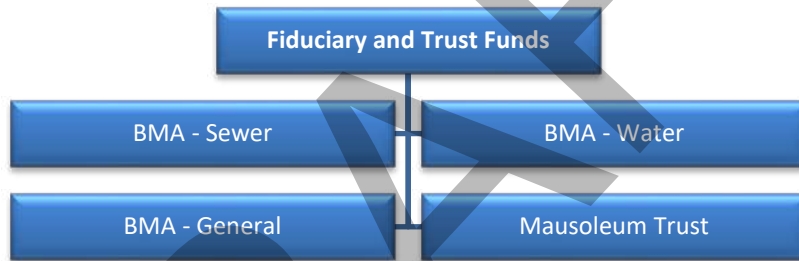 Fiduciary and Trust Funds
BMA - Sewer
BMA - Water
BMA - General
Mausoleum Trust